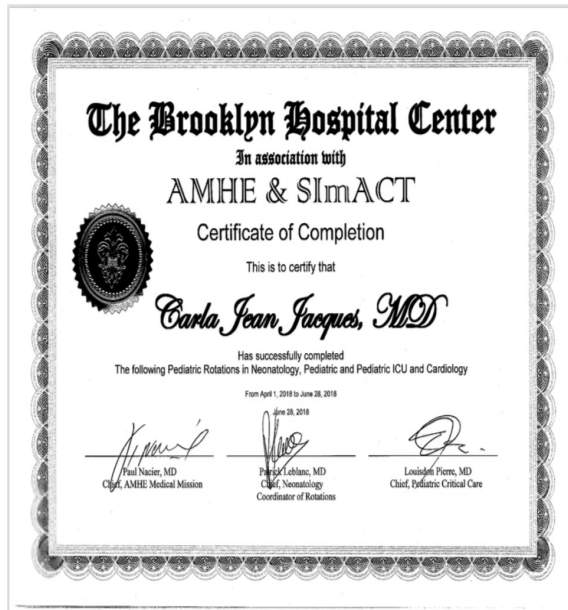 The Brooklyn Hospital Center
In association with
AMHE & SImACT
Certificate of Completion
This is to certify that
Carla Jean Jacques, MD
Has successfully completed
The following Pediatric Rotations in Neonatology, Pediatric and Pediatric ICU and Cardiology
From April 1, 2018 to June 28, 2018
June 28, 2018
Paul Nacier, MD
Chief, AMHE Medical Mission
Patrick Leblanc, MD
Chief, Neonatology
Coordinator of Rotations
Louisdon Pierre, MD
Chief, Pediatric Critical Care